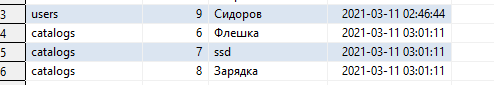 3 users 9 Сидоров 2021-03-11 02:46:44
4 catalogs 6 Флешка 2021-03-11 03:01:11
5 catalogs 7 ssd 2021-03-11 03:01:11
6 catalogs 8 Зарядка 2021-03-11 03:01:11